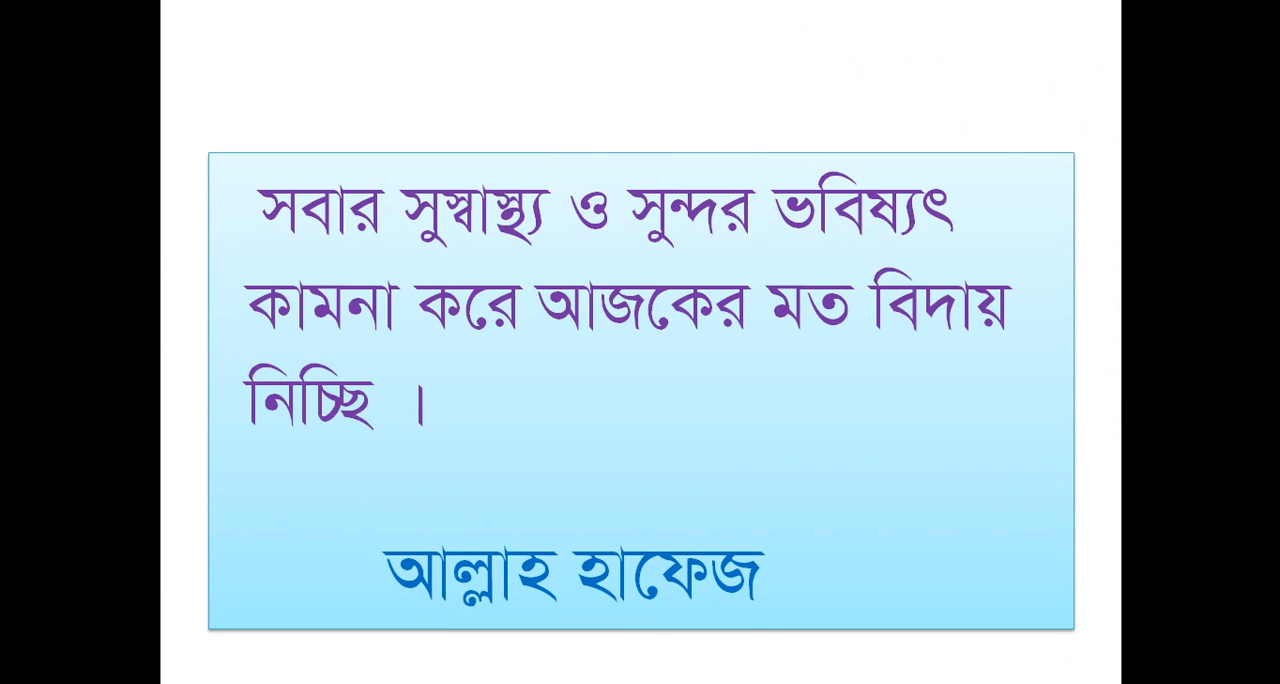 সবার সুস্বাস্থ্য ও সুন্দর ভবিষ্যৎ
কামনা করে আজকের মত বিদায়
নিচ্ছি ।
আল্লাহ হাফেজ